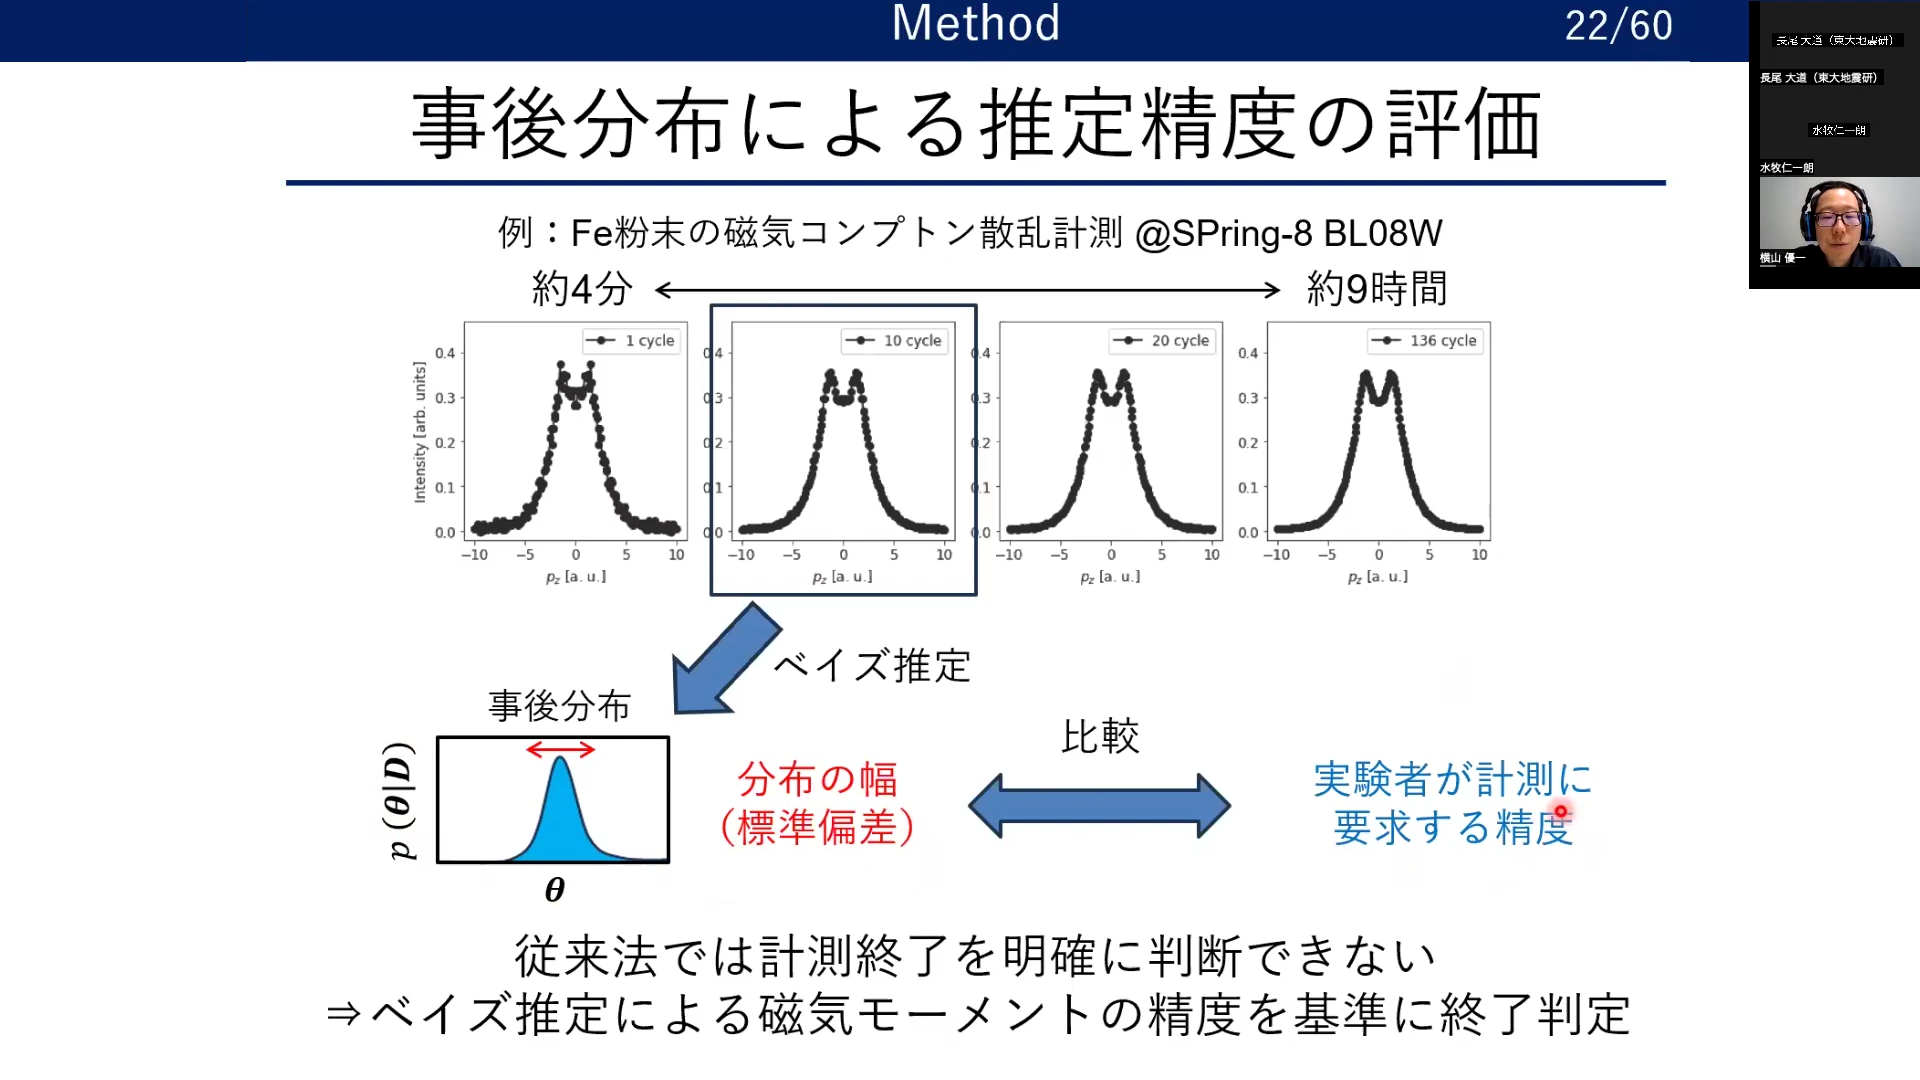 Method
22/60
事後分布による推定精度の評価
例：Fe粉末の磁気コンプトン散乱計測 @SPring-8 BL08W
約4分
約9時間
1 cycle
10 cycle
20 cycle
136 cycle
Intensity [arb. units]
0.4
0.3
0.2
0.1
0.0
−10 −5 0 5 10
p_z [a. u.]
0.4
0.3
0.2
0.1
0.0
−10 −5 0 5 10
p_z [a. u.]
0.4
0.3
0.2
0.1
0.0
−10 −5 0 5 10
p_z [a. u.]
0.4
0.3
0.2
0.1
0.0
−10 −5 0 5 10
p_z [a. u.]
ベイズ推定
事後分布
p (θ|D)
θ
分布の幅
（標準偏差）
比較
実験者が計測に
要求する精度
従来法では計測終了を明確に判断できない
⇒ベイズ推定による磁気モーメントの精度を基準に終了判定
長尾 大道（東大地震研）
長尾 大道（東大地震研）
水牧仁一朗
水牧仁一朗
横山 優一